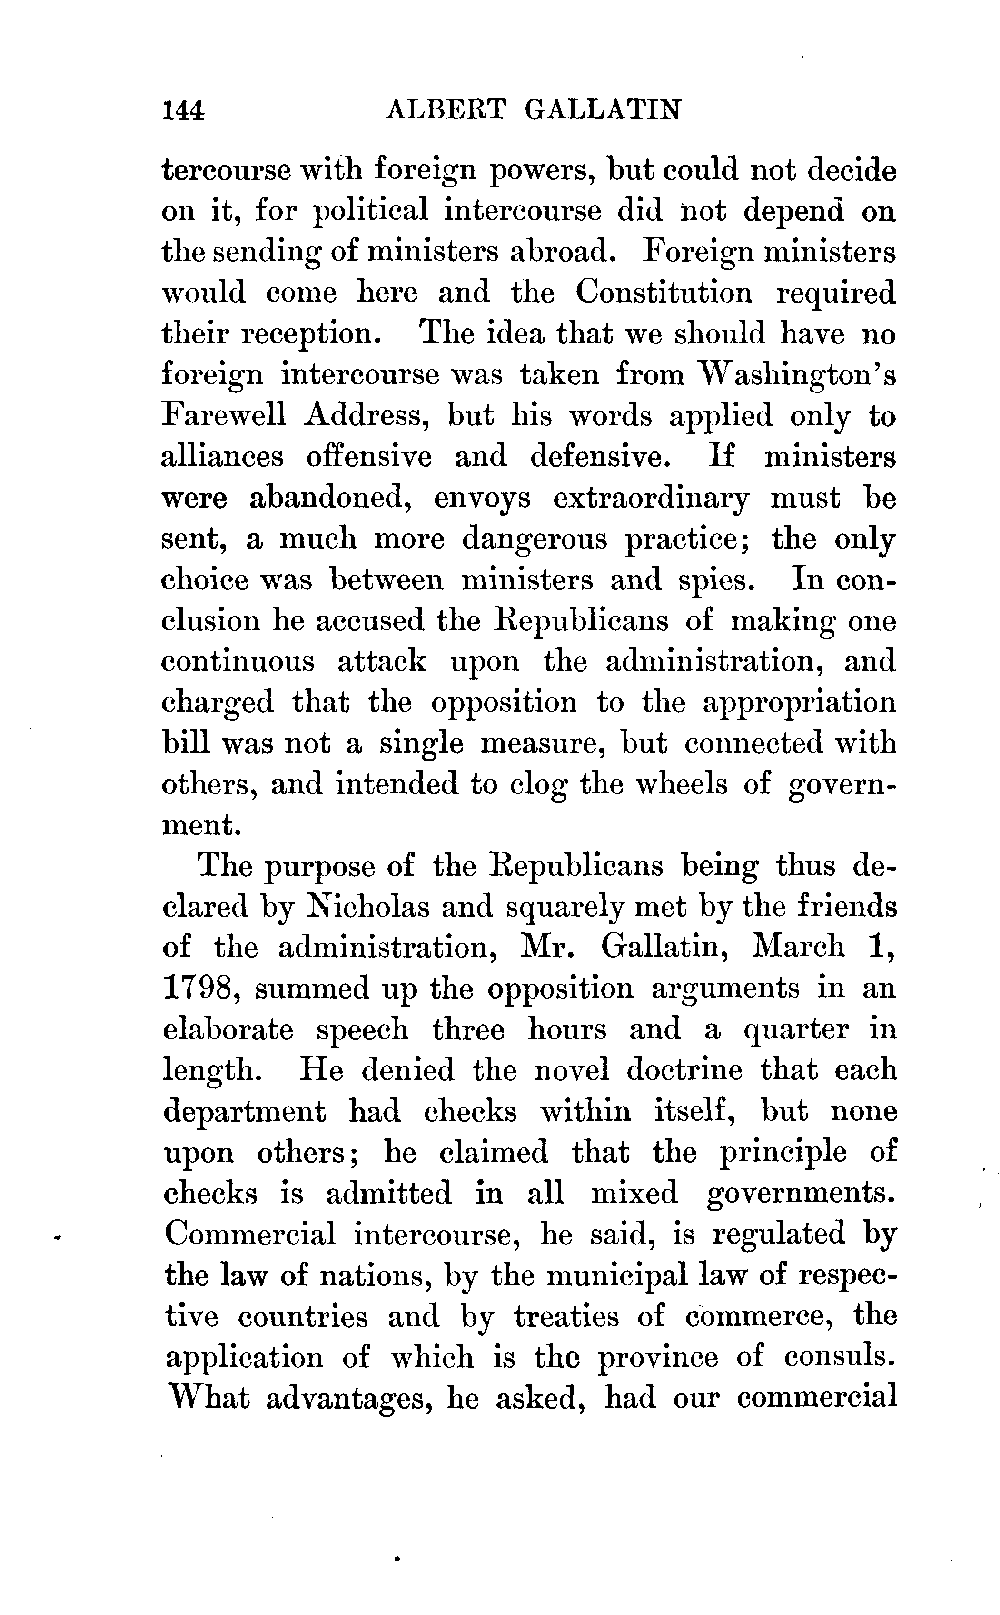 144 ALBERT GALLATIN
tercourse with foreign powers, but could not decide
on it, for political intercourse did not depend on
the sending of ministers abroad. Foreign ministers
would come here and the Constitution required
their reception. The idea that we should have no
foreign intercourse was taken from Washington's
Farewell Address, but his words applied only to
alliances offensive and defensive. If ministers
were abandoned, envoys extraordinary must be
sent, a much more dangerous practice; the only
choice was between ministers and spies. In con-
clusion he accused the Republicans of making one
continuous attack upon the administration, and
charged that the opposition to the appropriation
bill was not a single measure, but connected with
others, and intended to clog the wheels of govern-
ment.
The purpose of the Republicans being thus de-
clared by Nicholas and squarely met by the friends
of the administration, Mr. Gallatin, March 1,
1798, summed up the opposition arguments in an
elaborate speech three hours and a quarter in
length. He denied the novel doctrine that each
department had checks within itself, but none
upon others; he claimed that the principle of
checks is admitted in all mixed governments.
Commercial intercourse, he said, is regulated by
the law of nations, by the municipal law of respec-
tive countries and by treaties of commerce, the
application of which is the province of consuls.
What advantages, he asked, had our commercial